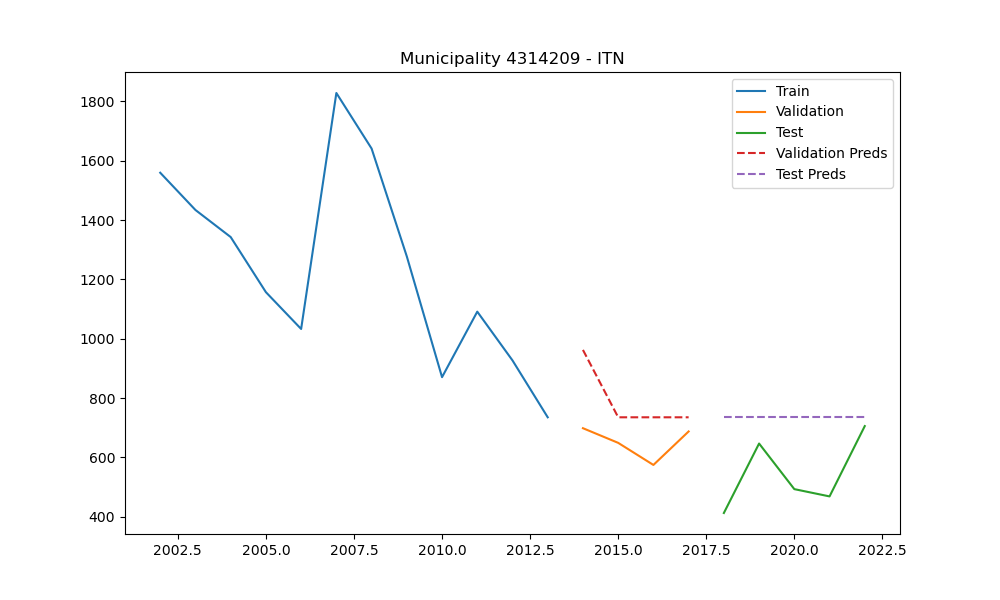 Municipality 4314209 - ITN
1800
1600
1400
1200
1000
800
600
400
2002.5 2005.0 2007.5 2010.0 2012.5 2015.0 2017.5 2020.0 2022.5
Train
Validation
Test
Validation Preds
Test Preds